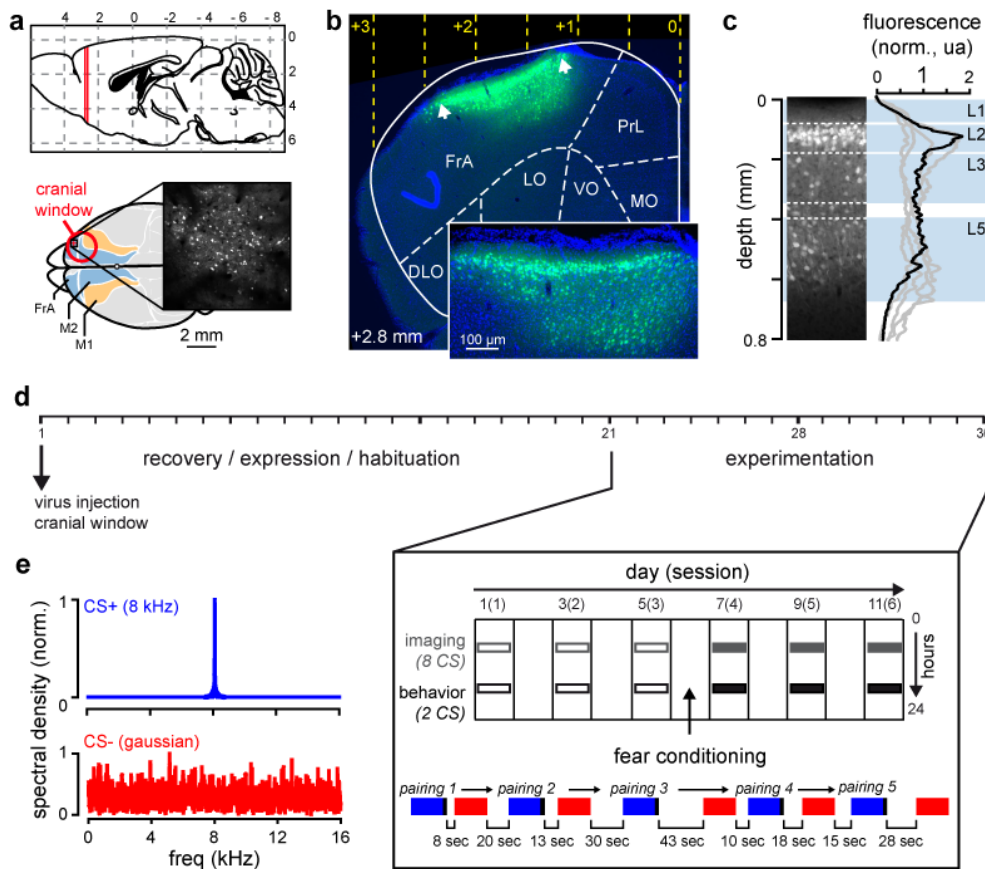 a
4 2 0 -2 -4 -6 -8
0
2
4
6
cranial
window
FrA
M2
M1
2 mm
b
+3 +2 +1 0
PrL
FrA
LO
VO
MO
DLO
+2.8 mm
100 µm
c
fluorescence
(norm., ua)
0 1 2
0
L1
L2
L3
L5
depth (mm)
0.8
d
1 21 28 30
recovery / expression / habituation
experimentation
virus injection
cranial window
day (session)
1(1) 3(2) 5(3) 7(4) 9(5) 11(6)
imaging
(8 CS)
behavior
(2 CS)
0
hours
24
fear conditioning
pairing 1 pairing 2 pairing 3 pairing 4 pairing 5
8 sec 20 sec 13 sec 30 sec 43 sec 10 sec 18 sec 15 sec 28 sec
e
spectral density (norm.)
1
CS+ (8 kHz)
0
CS- (gaussian)
1
0
0 4 8 12 16
freq (kHz)